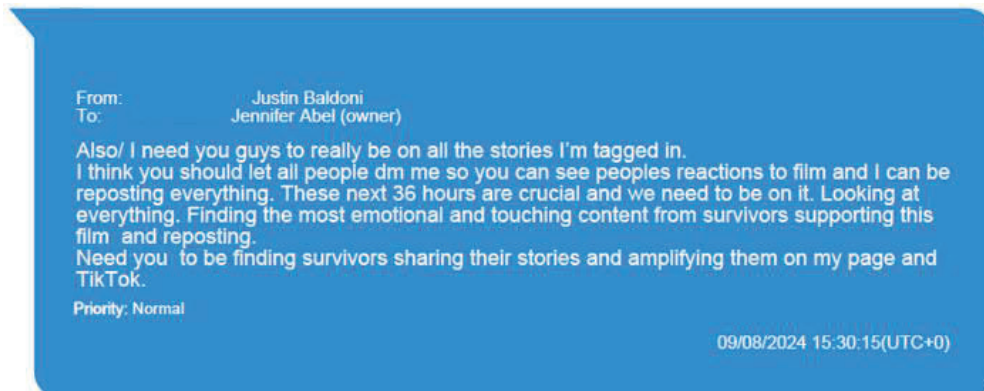 From: Justin Baldoni
To: Jennifer Abel (owner)
Also/ I need you guys to really be on all the stories I'm tagged in.
I think you should let all people dm me so you can see peoples reactions to film and I can be
reposting everything. These next 36 hours are crucial and we need to be on it. Looking at
everything. Finding the most emotional and touching content from survivors supporting this
film and reposting.
Need you to be finding survivors sharing their stories and amplifying them on my page and
TikTok.
Priority: Normal
09/08/2024 15:30:15(UTC+0)